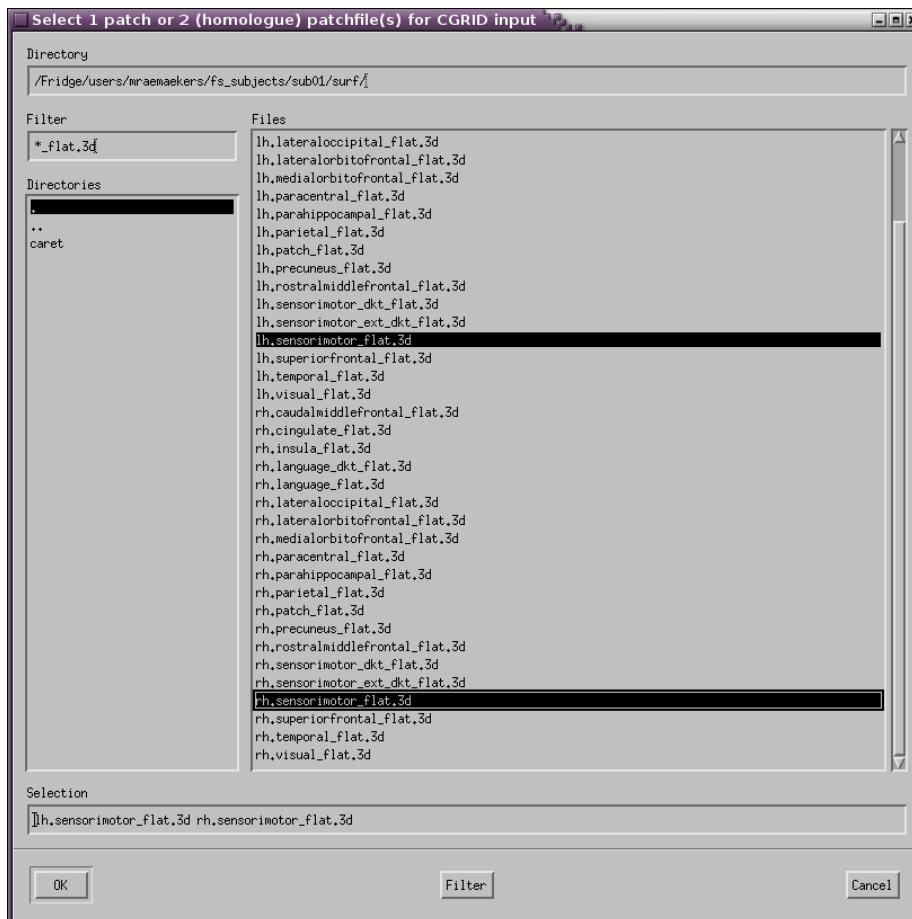 Select 1 patch or 2 (homologue) patchfile(s) for CGRID input
Directory
/Fridge/users/mraemaekers/fs_subjects/sub01/surf/
Filter
*_flat.3d
Directories
.
..
caret
Files
lh.lateraloccipital_flat.3d
lh.lateralorbitofrontal_flat.3d
lh.medialorbitofrontal_flat.3d
lh.paracentral_flat.3d
lh.parahippocampal_flat.3d
lh.parietal_flat.3d
lh.patch_flat.3d
lh.precuneus_flat.3d
lh.rostralmiddlefrontal_flat.3d
lh.sensorimotor_dkt_flat.3d
lh.sensorimotor_ext_dkt_flat.3d
lh.sensorimotor_flat.3d
lh.superiorfrontal_flat.3d
lh.temporal_flat.3d
lh.visual_flat.3d
rh.caudalmiddlefrontal_flat.3d
rh.cingulate_flat.3d
rh.insula_flat.3d
rh.language_dkt_flat.3d
rh.language_flat.3d
rh.lateraloccipital_flat.3d
rh.lateralorbitofrontal_flat.3d
rh.medialorbitofrontal_flat.3d
rh.paracentral_flat.3d
rh.parahippocampal_flat.3d
rh.parietal_flat.3d
rh.patch_flat.3d
rh.precuneus_flat.3d
rh.rostralmiddlefrontal_flat.3d
rh.sensorimotor_dkt_flat.3d
rh.sensorimotor_ext_dkt_flat.3d
rh.sensorimotor_flat.3d
rh.superiorfrontal_flat.3d
rh.temporal_flat.3d
rh.visual_flat.3d
Selection
lh.sensorimotor_flat.3d rh.sensorimotor_flat.3d
OK
Filter
Cancel